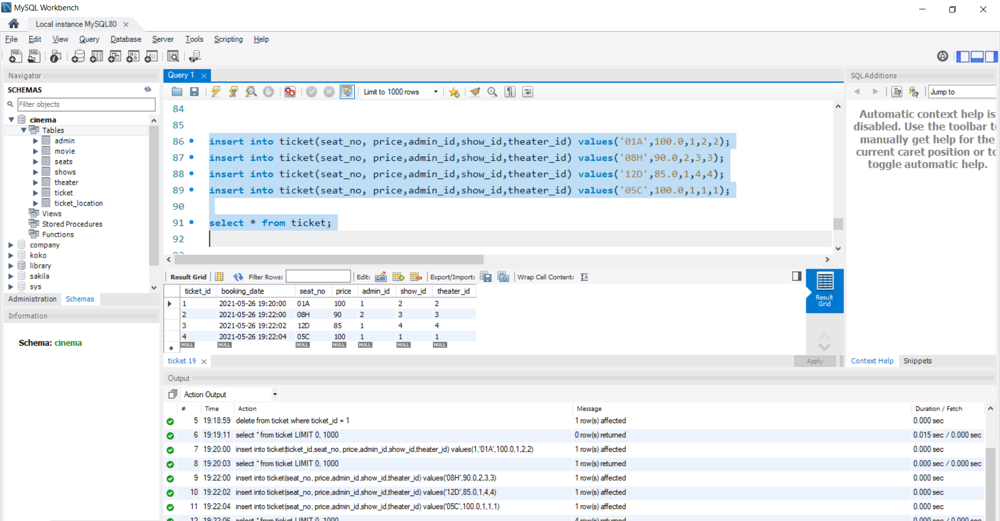 MySQL Workbench
Local instance MySQL80
File Edit View Query Database Server Tools Scripting Help
Navigator
SCHEMAS
Filter objects
cinema
Tables
admin
movie
seats
shows
theater
ticket
ticket_location
Views
Stored Procedures
Functions
company
koko
library
sakila
sys
Administration Schemas
Information
Schema: cinema
Query 1
Limit to 1000 rows
84
85
86 insert into ticket(seat_no, price,admin_id,show_id,theater_id) values('01A',100.0,1,2,2);
87 insert into ticket(seat_no, price,admin_id,show_id,theater_id) values('08H',90.0,2,3,3);
88 insert into ticket(seat_no, price,admin_id,show_id,theater_id) values('12D',85.0,1,4,4);
89 insert into ticket(seat_no, price,admin_id,show_id,theater_id) values('05C',100.0,1,1,1);
90
91 select * from ticket;
92
Result Grid Filter Rows: Edit: Export/Import: Wrap Cell Content:
ticket_id booking_date seat_no price admin_id show_id theater_id
1 2021-05-26 19:20:00 01A 100 1 2 2
2 2021-05-26 19:22:00 08H 90 2 3 3
3 2021-05-26 19:22:02 12D 85 1 4 4
4 2021-05-26 19:22:04 05C 100 1 1 1
NULL NULL NULL NULL NULL NULL NULL
Result
Grid
ticket 19
Apply
SQLAdditions
Jump to
Automatic context help is
disabled. Use the toolbar t
manually get help for the
current caret position or to
toggle automatic help.
Context Help Snippets
Output
Action Output
# Time Action Message Duration / Fetch
5 19:18:59 delete from ticket where ticket_id = 1 1 row(s) affected 0.000 sec
6 19:19:11 select * from ticket LIMIT 0, 1000 0 row(s) returned 0.015 sec / 0.000 sec
7 19:20:00 insert into ticket(ticket_id,seat_no, price,admin_id,show_id,theater_id) values(1,'01A',100.0,1,2,2) 1 row(s) affected 0.000 sec
8 19:20:03 select * from ticket LIMIT 0, 1000 1 row(s) returned 0.000 sec / 0.000 sec
9 19:22:00 insert into ticket(seat_no, price,admin_id,show_id,theater_id) values('08H',90.0,2,3,3) 1 row(s) affected 0.000 sec
10 19:22:02 insert into ticket(seat_no, price,admin_id,show_id,theater_id) values('12D',85.0,1,4,4) 1 row(s) affected 0.000 sec
11 19:22:04 insert into ticket(seat_no, price,admin_id,show_id,theater_id) values('05C',100.0,1,1,1) 1 row(s) affected 0.000 sec
12 19:22:06 select * from ticket LIMIT 0, 1000 4 row(s) returned 0.000 sec / 0.000 sec